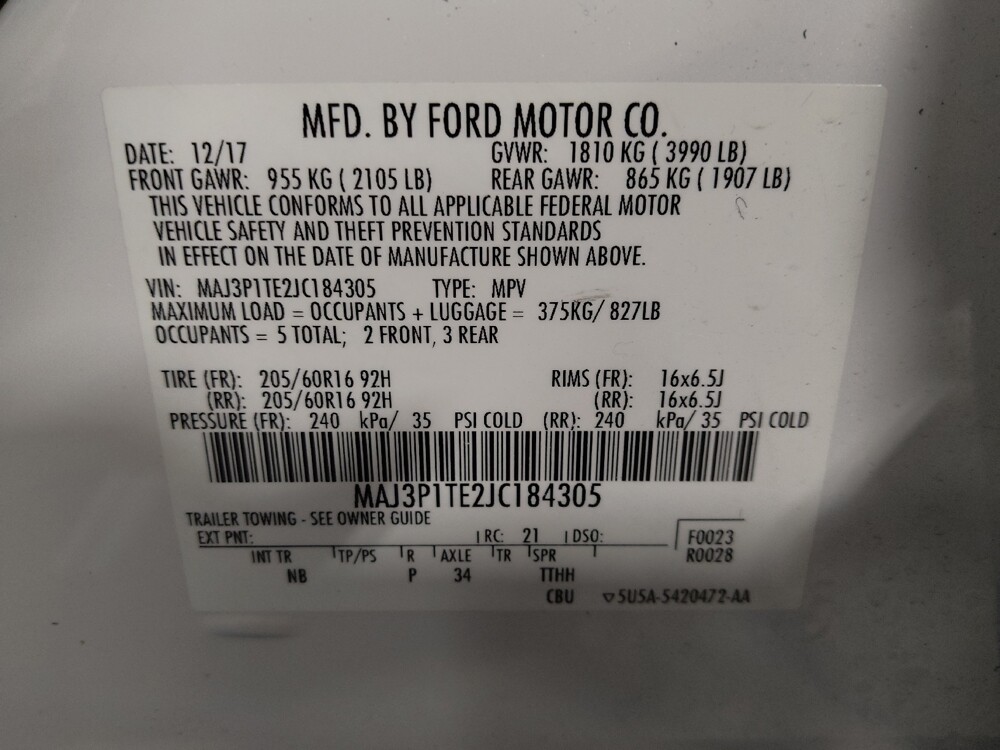 MFD. BY FORD MOTOR CO.
DATE: 12/17 GVWR: 1810 KG ( 3990 LB)
FRONT GAWR: 955 KG ( 2105 LB) REAR GAWR: 865 KG ( 1907 LB)
THIS VEHICLE CONFORMS TO ALL APPLICABLE FEDERAL MOTOR
VEHICLE SAFETY AND THEFT PREVENTION STANDARDS
IN EFFECT ON THE DATE OF MANUFACTURE SHOWN ABOVE.
VIN: MAJ3P1TE2JC184305 TYPE: MPV
MAXIMUM LOAD = OCCUPANTS + LUGGAGE = 375KG/ 827LB
OCCUPANTS = 5 TOTAL; 2 FRONT, 3 REAR
TIRE (FR): 205/60R16 92H RIMS (FR): 16x6.5J
(RR): 205/60R16 92H (RR): 16x6.5J
PRESSURE (FR): 240 kPa/ 35 PSI COLD (RR): 240 kPa/ 35 PSI COLD
MAJ3P1TE2JC184305
TRAILER TOWING - SEE OWNER GUIDE
EXT PNT: RC: 21 DSO: F0023
INT TR TP/PS R AXLE TR SPR R0028
NB P 34 TTHH
CBU 5U5A-5420472-AA